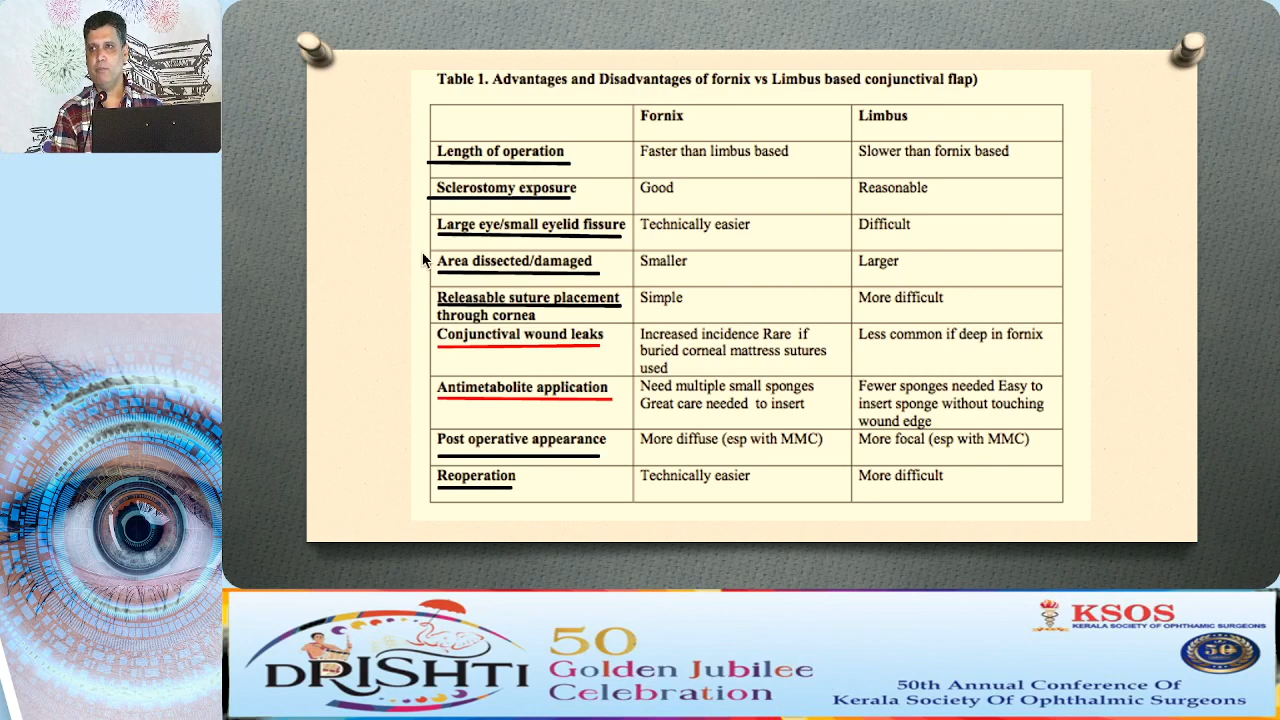 Table 1. Advantages and Disadvantages of fornix vs Limbus based conjunctival flap)
Fornix
Limbus
Length of operation
Faster than limbus based
Slower than fornix based
Sclerostomy exposure
Good
Reasonable
Large eye/small eyelid fissure
Technically easier
Difficult
Area dissected/damaged
Smaller
Larger
Releasable suture placement
through cornea
Simple
More difficult
Conjunctival wound leaks
Increased incidence Rare if
buried corneal mattress sutures
used
Less common if deep in fornix
Antimetabolite application
Need multiple small sponges
Great care needed to insert
Fewer sponges needed Easy to
insert sponge without touching
wound edge
Post operative appearance
More diffuse (esp with MMC)
More focal (esp with MMC)
Reoperation
Technically easier
More difficult
DRISHTI
50
Golden Jubilee
Celebration
KSOS
KERALA SOCIETY OF OPHTHAMIC SURGEONS
50
50th Annual Conference Of
Kerala Society Of Ophthalmic Surgeons